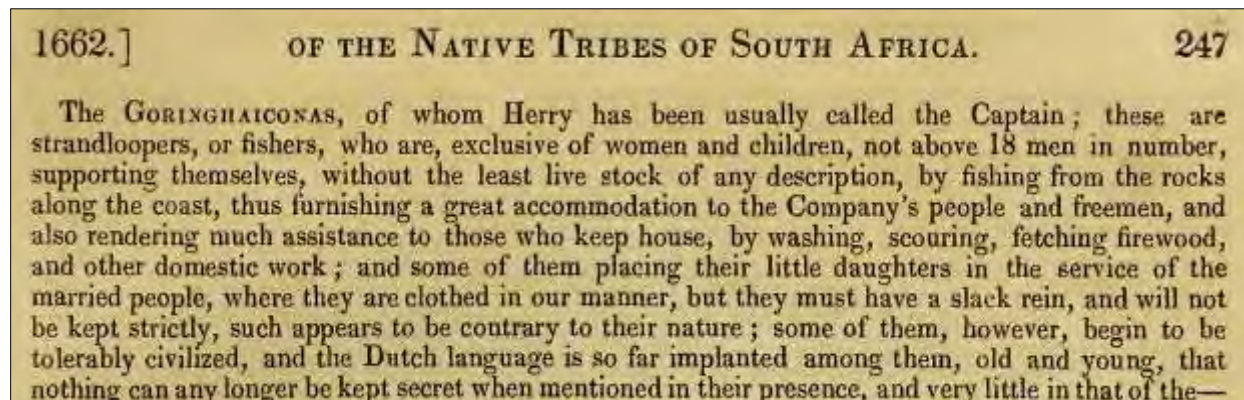 1662.] OF THE NATIVE TRIBES OF SOUTH AFRICA. 247
The GORINGHAICONAS, of whom Herry has been usually called the Captain ; these are
strandloopers, or fishers, who are, exclusive of women and children, not above 18 men in number,
supporting themselves, without the least live stock of any description, by fishing from the rocks
along the coast, thus furnishing a great accommodation to the Company's people and freemen, and
also rendering much assistance to those who keep house, by washing, scouring, fetching firewood,
and other domestic work ; and some of them placing their little daughters in the service of the
married people, where they are clothed in our manner, but they must have a slack rein, and will not
be kept strictly, such appears to be contrary to their nature ; some of them, however, begin to be
tolerably civilized, and the Dutch language is so far implanted among them, old and young, that
nothing can any longer be kept secret when mentioned in their presence, and very little in that of the—